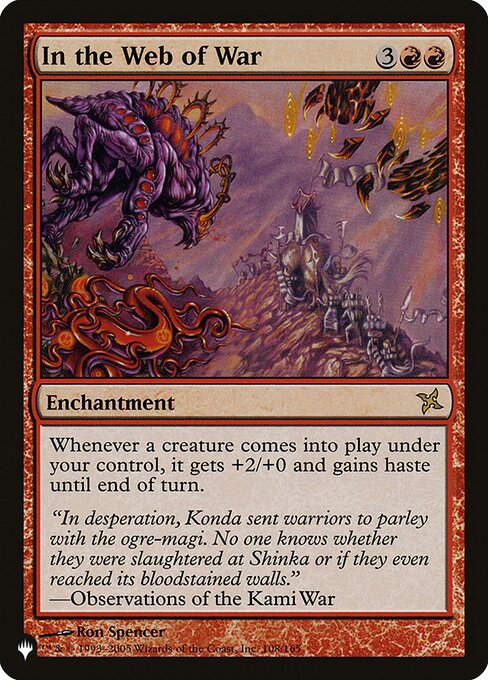 In the Web of War 3
Enchantment
Whenever a creature comes into play under
your control, it gets +2/+0 and gains haste
until end of turn.
“In desperation, Konda sent warriors to parley
with the ogre-magi. No one knows whether
they were slaughtered at Shinka or if they even
reached its bloodstained walls.”
—Observations of the Kami War
Ron Spencer
™ & © 1993–2005 Wizards of the Coast, Inc. 108/165